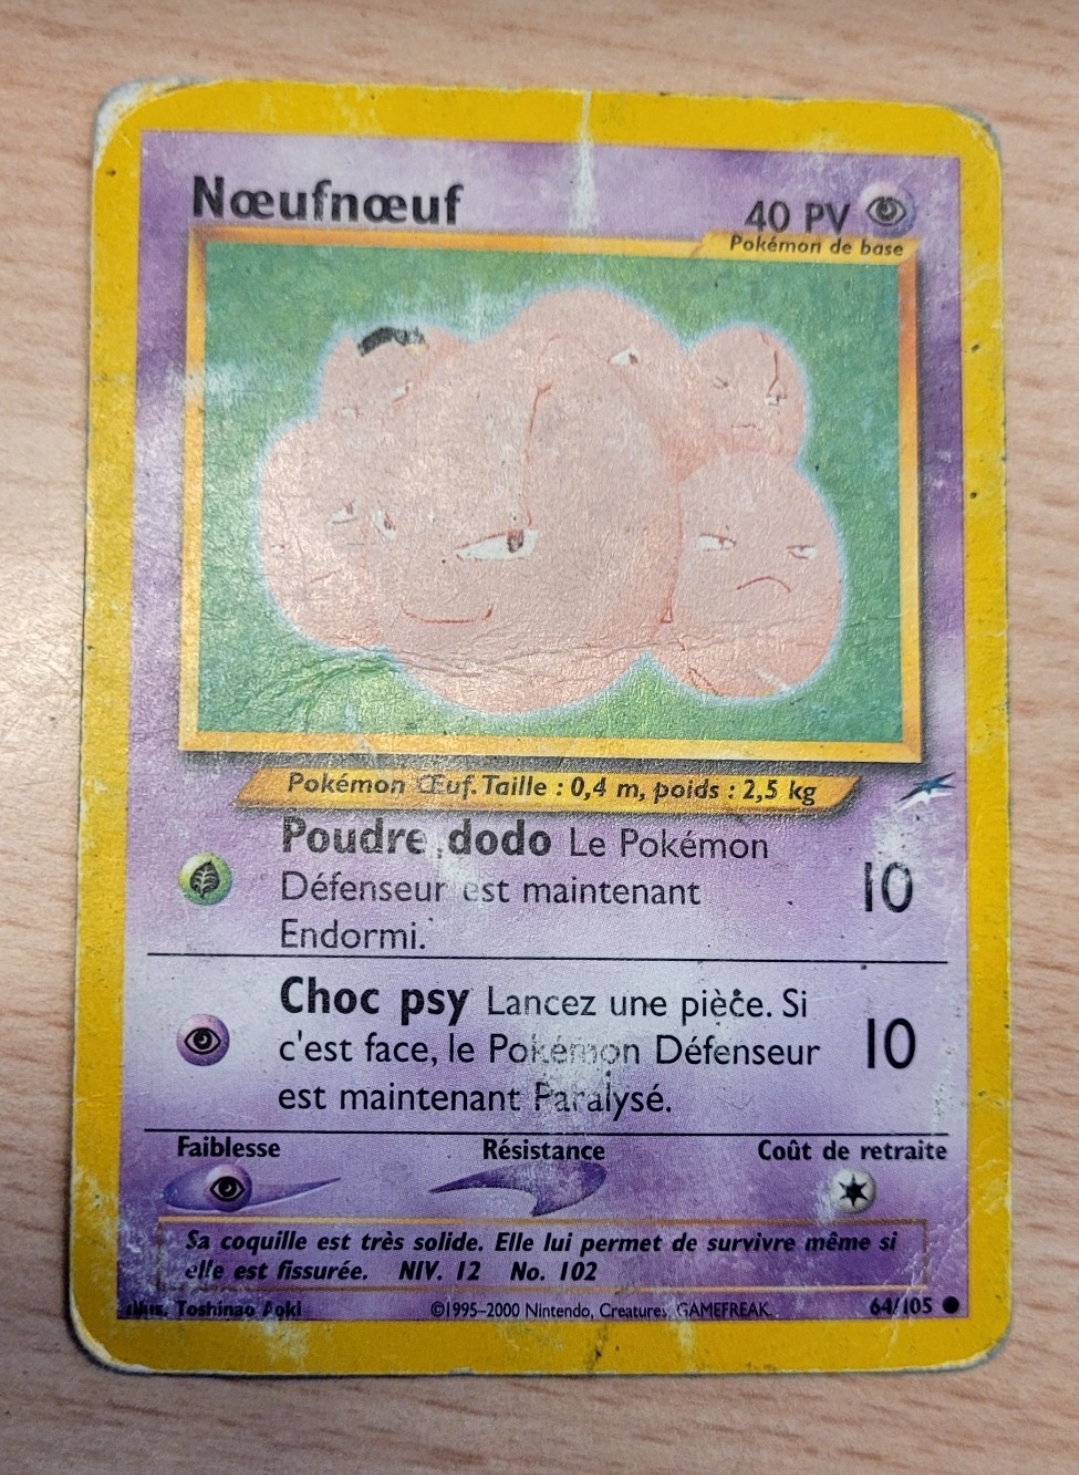 Nœufnœuf
40 PV
Pokémon de base
Pokémon Œuf. Taille : 0,4 m, poids : 2,5 kg
Poudre dodo Le Pokémon
Défenseur est maintenant
Endormi.
10
Choc psy Lancez une pièce. Si
c'est face, le Pokémon Défenseur
est maintenant Paralysé.
10
Faiblesse
Résistance
Coût de retraite
Sa coquille est très solide. Elle lui permet de survivre même si
elle est fissurée. NIV. 12 No. 102
Illus. Toshinao Aoki
©1995–2000 Nintendo, Creatures, GAMEFREAK.
64/105